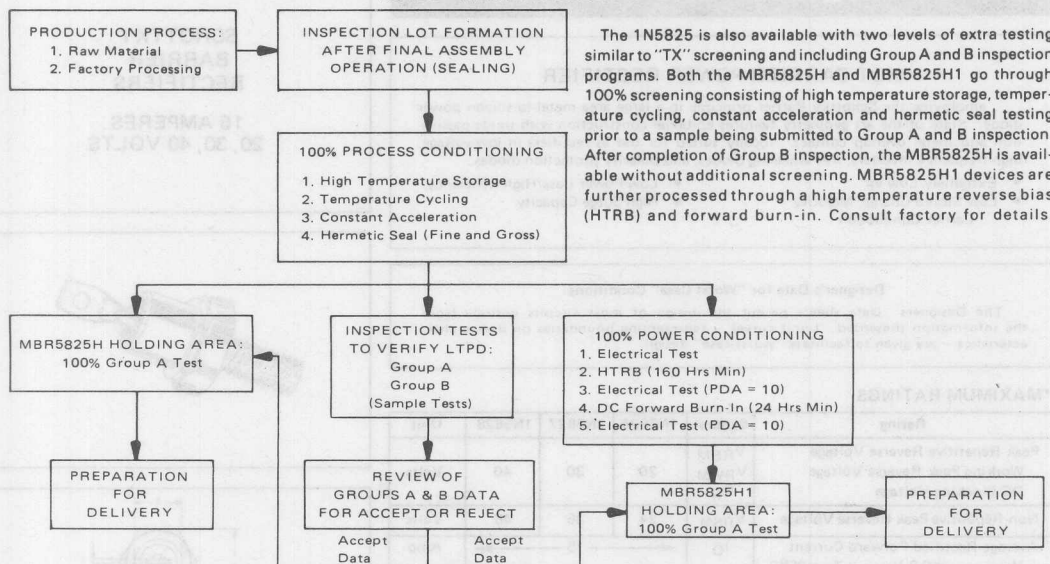 PRODUCTION PROCESS:
1. Raw Material
2. Factory Processing
INSPECTION LOT FORMATION
AFTER FINAL ASSEMBLY
OPERATION (SEALING)
The 1N5825 is also available with two levels of extra testing
similar to "TX" screening and including Group A and B inspection
programs. Both the MBR5825H and MBR5825H1 go through
100% screening consisting of high temperature storage, temper-
ature cycling, constant acceleration and hermetic seal testing
prior to a sample being submitted to Group A and B inspection.
After completion of Group B inspection, the MBR5825H is avail-
able without additional screening. MBR5825H1 devices are
further processed through a high temperature reverse bias
(HTRB) and forward burn-in. Consult factory for details.
100% PROCESS CONDITIONING
1. High Temperature Storage
2. Temperature Cycling
3. Constant Acceleration
4. Hermetic Seal (Fine and Gross)
MBR5825H HOLDING AREA:
100% Group A Test
INSPECTION TESTS
TO VERIFY LTPD:
Group A
Group B
(Sample Tests)
100% POWER CONDITIONING
1. Electrical Test
2. HTRB (160 Hrs Min)
3. Electrical Test (PDA = 10)
4. DC Forward Burn-In (24 Hrs Min)
5. Electrical Test (PDA = 10)
PREPARATION
FOR
DELIVERY
REVIEW OF
GROUPS A & B DATA
FOR ACCEPT OR REJECT
MBR5825H1
HOLDING AREA:
100% Group A Test
PREPARATION
FOR
DELIVERY
Accept
Data
Accept
Data